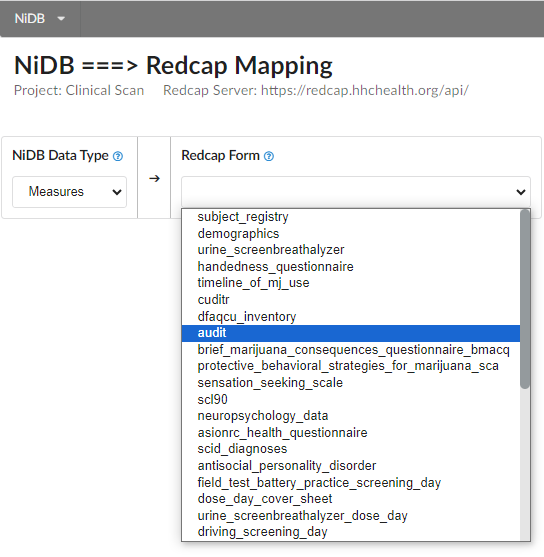 NiDB
NiDB ===> Redcap Mapping
Project: Clinical Scan Redcap Server: https://redcap.hhchealth.org/api/
NiDB Data Type ? Redcap Form ?
Measures →
subject_registry
demographics
urine_screenbreathalyzer
handedness_questionnaire
timeline_of_mj_use
cuditr
dfaqcu_inventory
audit
brief_marijuana_consequences_questionnaire_bmacq
protective_behavioral_strategies_for_marijuana_sca
sensation_seeking_scale
scl90
neuropsychology_data
asionrc_health_questionnaire
scid_diagnoses
antisocial_personality_disorder
field_test_battery_practice_screening_day
dose_day_cover_sheet
urine_screenbreathalyzer_dose_day
driving_screening_day